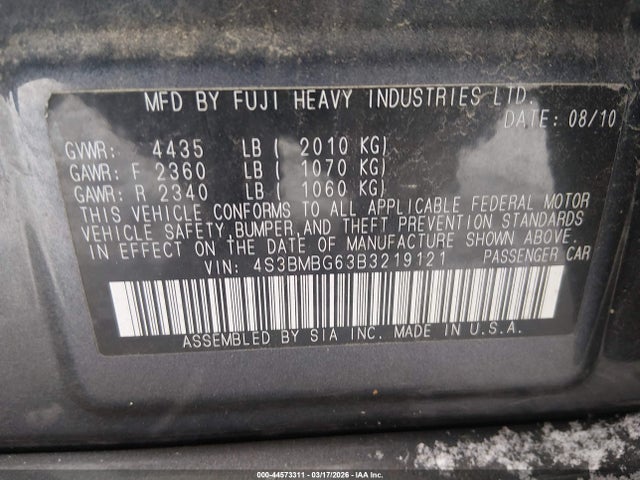 MFD BY FUJI HEAVY INDUSTRIES LTD.
DATE: 08/10
GVWR: 4435 LB ( 2010 KG)
GAWR: F 2360 LB ( 1070 KG)
GAWR: R 2340 LB ( 1060 KG)
THIS VEHICLE CONFORMS TO ALL APPLICABLE FEDERAL MOTOR
VEHICLE SAFETY, BUMPER, AND THEFT PREVENTION STANDARDS
IN EFFECT ON THE DATE OF MANUFACTURE SHOWN ABOVE.
VIN: 4S3BMBG63B3219121 PASSENGER CAR
ASSEMBLED BY SIA INC. MADE IN U.S.A.
000-44573311 — 03/17/2026 — IAA Inc.